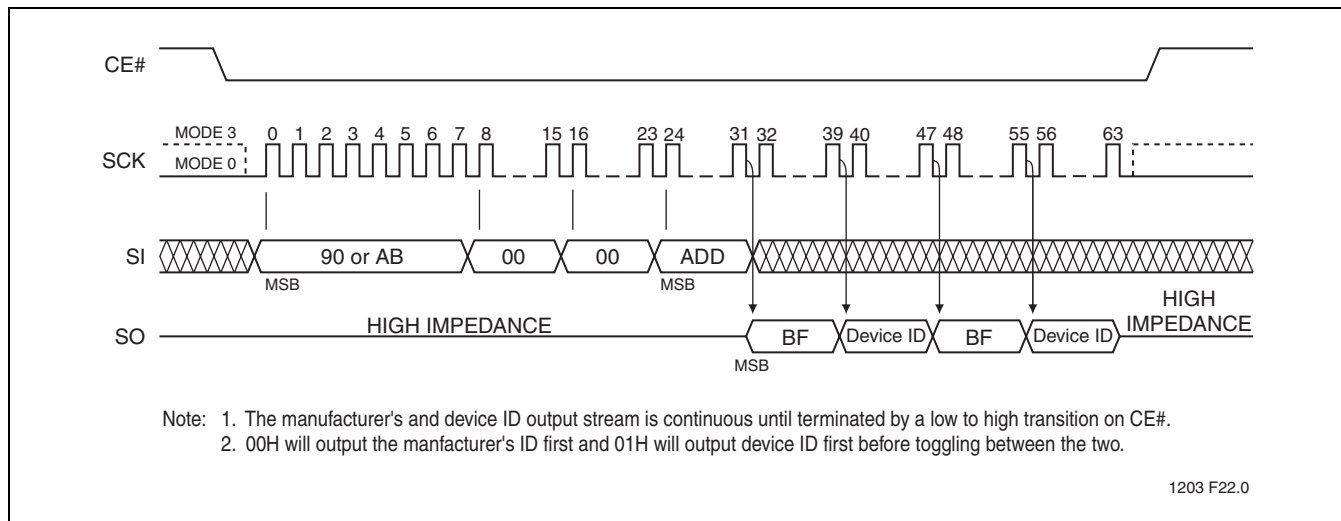 CE#
MODE 3 0 1 2 3 4 5 6 7 8 15 16 23 24 31 32 39 40 47 48 55 56 63
SCK
MODE 0
SI 90 or AB 00 00 ADD
MSB MSB
HIGH IMPEDANCE HIGH IMPEDANCE
SO BF Device ID BF Device ID
MSB
Note: 1. The manufacturer's and device ID output stream is continuous until terminated by a low to high transition on CE#.
2. 00H will output the manfacturer's ID first and 01H will output device ID first before toggling between the two.
1203 F22.0